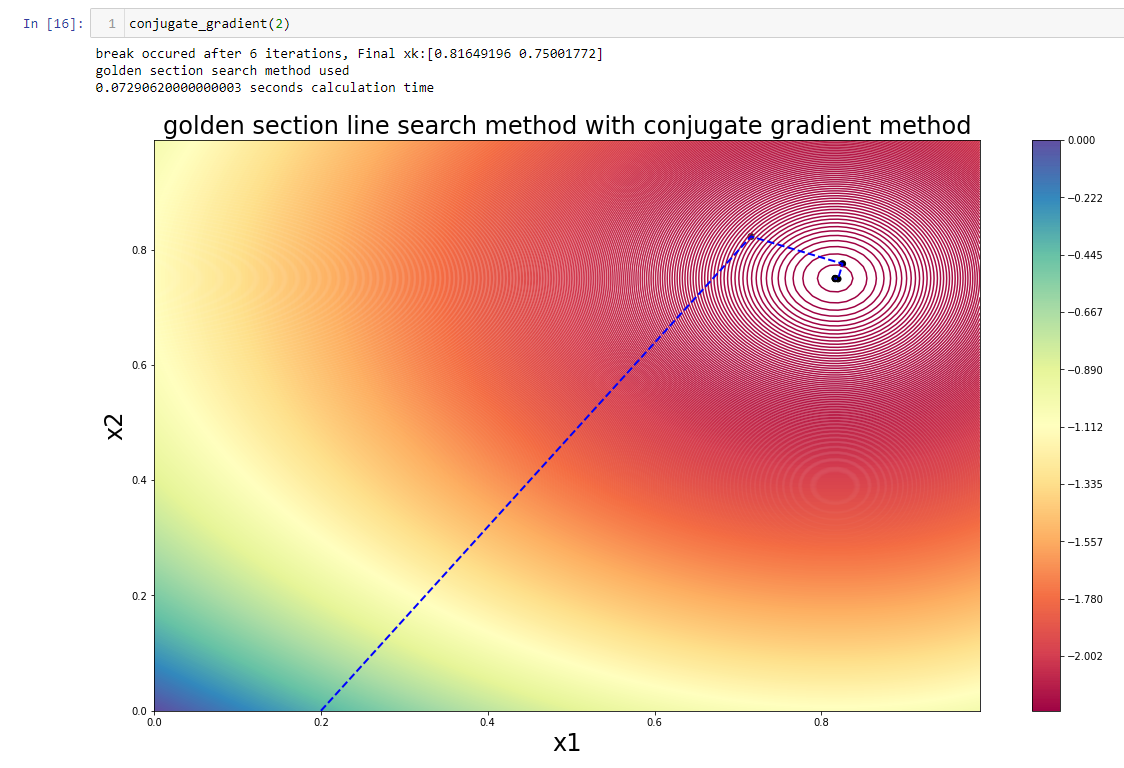 In [16]: 1 conjugate_gradient(2)
break occured after 6 iterations, Final xk:[0.81649196 0.75001772]
golden section search method used
0.07290620000000003 seconds calculation time
golden section line search method with conjugate gradient method
0.8
0.6
0.4
0.2
0.0
x2
0.0 0.2 0.4 0.6 0.8
x1
0.000
−0.222
−0.445
−0.667
−0.890
−1.112
−1.335
−1.557
−1.780
−2.002